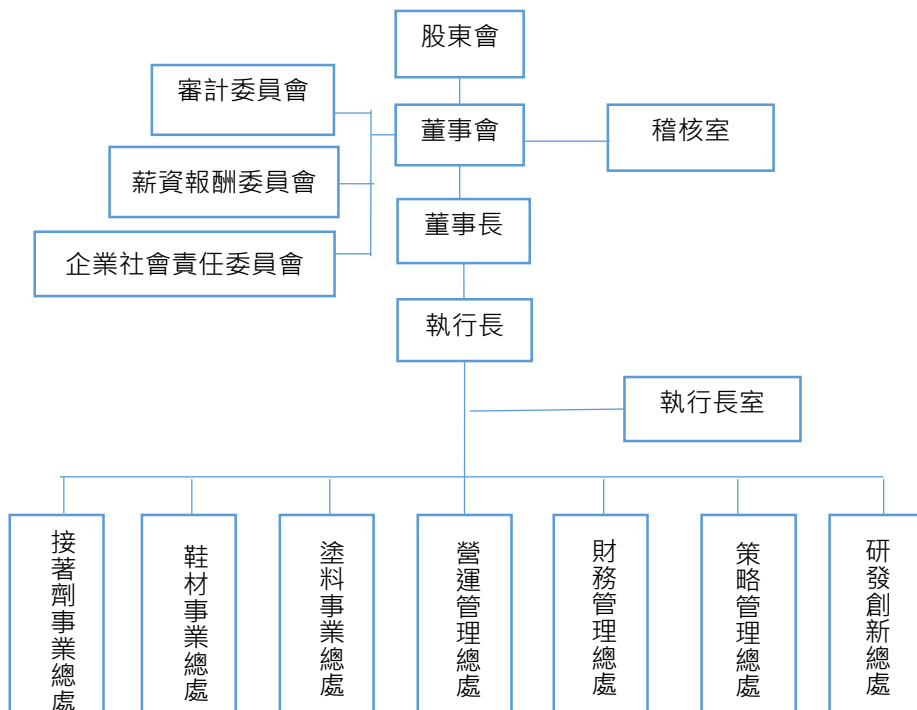 股東會
審計委員會
董事會
稽核室
薪資報酬委員會
董事長
企業社會責任委員會
執行長
執行長室
接著劑事業總處
鞋材事業總處
塗料事業總處
營運管理總處
財務管理總處
策略管理總處
研發創新總處